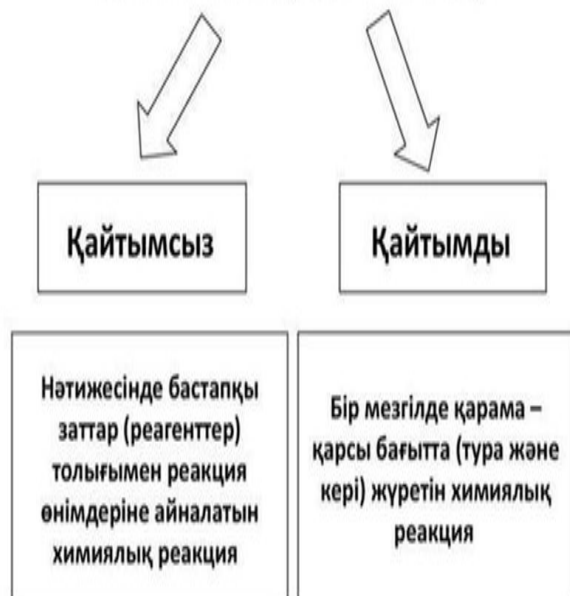 Қайтымсыз
Қайтымды
Нәтижесінде бастапқы
заттар (реагенттер)
толығымен реакция
өнімдеріне айналатын
химиялық реакция
Бір мезгілде қарама –
қарсы бағытта (тура және
кері) жүретін химиялық
реакция